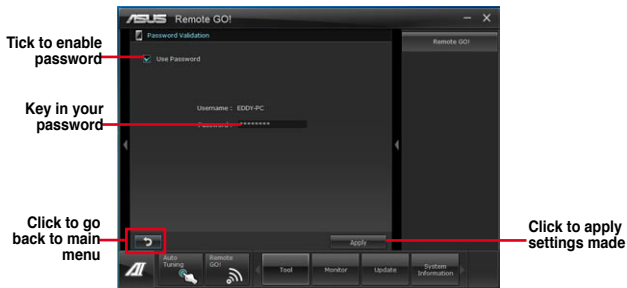 ASUS Remote GO!
Password Validation
Remote GO!
Tick to enable
password
Use Password
Key in your
password
Username : EDDY-PC
Password : ********
Click to go
back to main
menu
Apply
Click to apply
settings made
AI
Auto
Tuning
Remote
GO!
Tool
Monitor
Update
System
Information